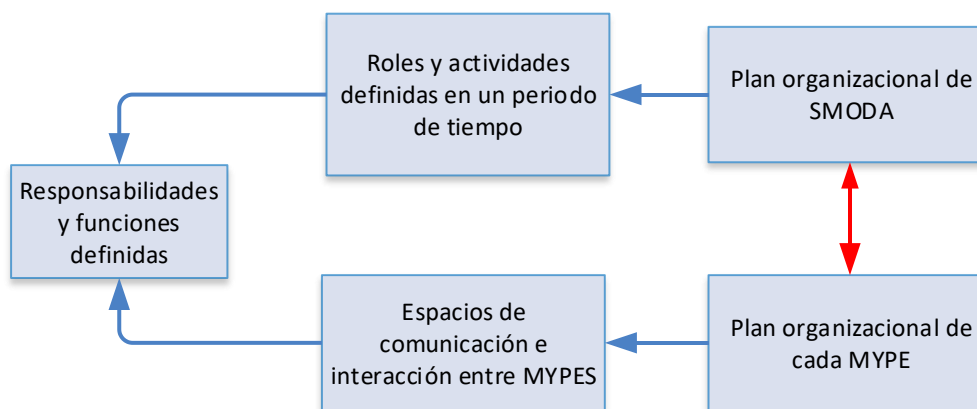 Roles y actividades
definidas en un periodo
de tiempo
Plan organizacional de
SMODA
Responsabilidades
y funciones
definidas
Espacios de
comunicación e
interacción entre MYPES
Plan organizacional de
cada MYPE